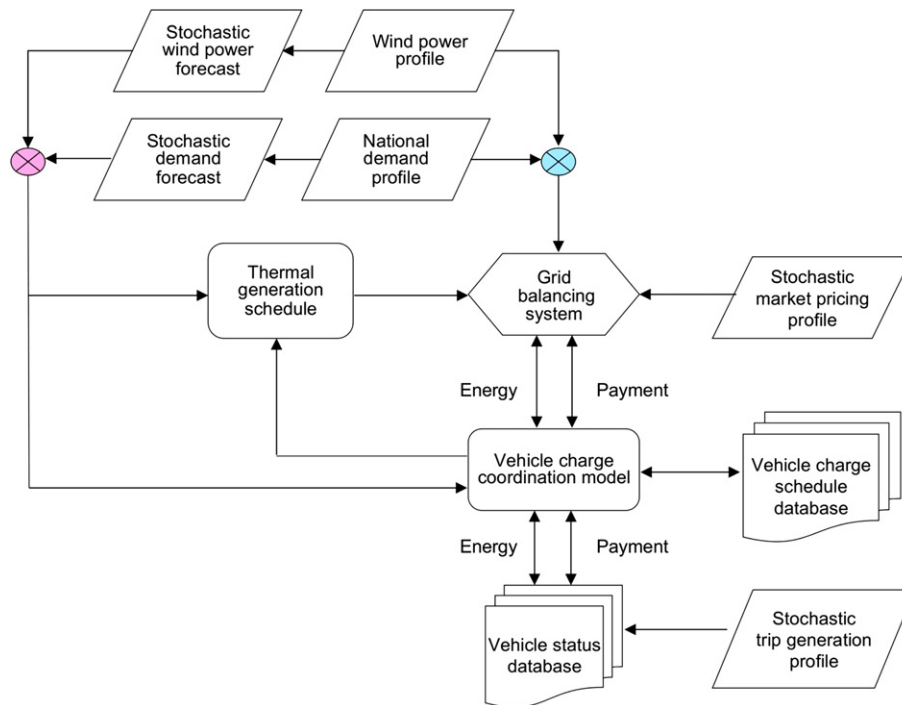 Stochastic
wind power
forecast
Wind power
profile
Stochastic
demand
forecast
National
demand
profile
Thermal
generation
schedule
Grid
balancing
system
Stochastic
market pricing
profile
Energy
Payment
Vehicle charge
coordination model
Vehicle charge
schedule
database
Energy
Payment
Vehicle status
database
Stochastic
trip generation
profile